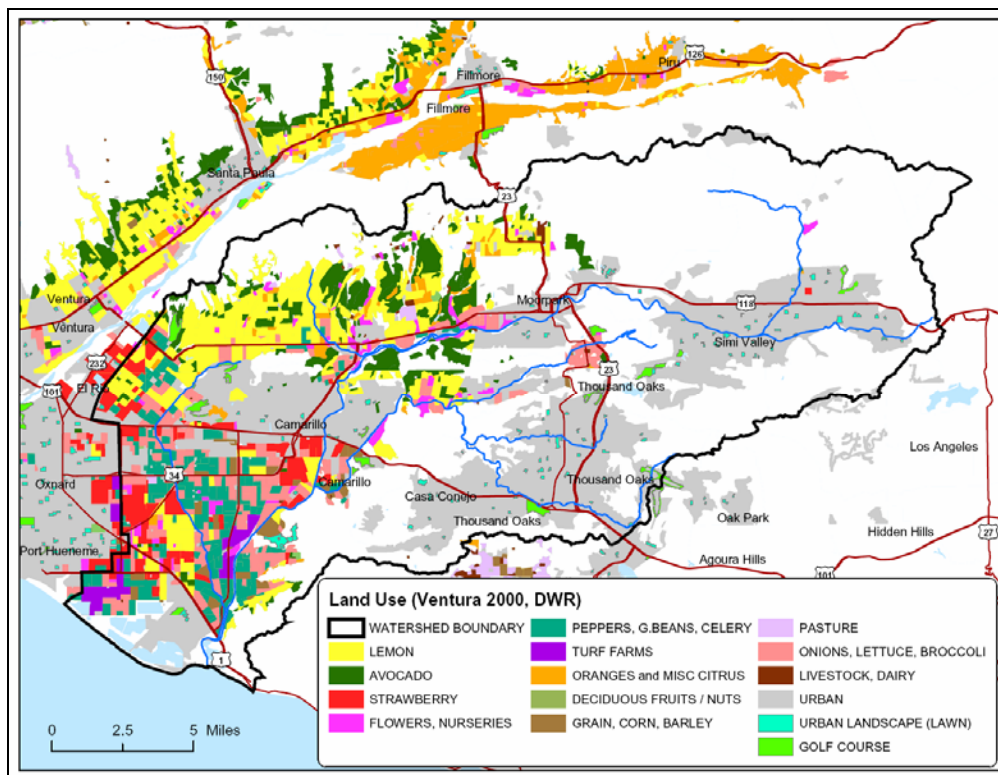 150
126
Piru
Fillmore
Fillmore
Santa Paula
23
Ventura
Ventura
Moorpark
118
Simi Valley
232
El Rio
101
23
Thousand Oaks
Camarillo
Los Angeles
34
Camarillo
Thousand Oaks
Oxnard
Casa Conejo
Thousand Oaks
Oak Park
Hidden Hills
27
Port Hueneme
Agoura Hills
101
1
Land Use (Ventura 2000, DWR)
WATERSHED BOUNDARY
LEMON
AVOCADO
STRAWBERRY
FLOWERS, NURSERIES
PEPPERS, G.BEANS, CELERY
TURF FARMS
ORANGES and MISC CITRUS
DECIDUOUS FRUITS / NUTS
GRAIN, CORN, BARLEY
PASTURE
ONIONS, LETTUCE, BROCCOLI
LIVESTOCK, DAIRY
URBAN
URBAN LANDSCAPE (LAWN)
GOLF COURSE
0 2.5 5 Miles